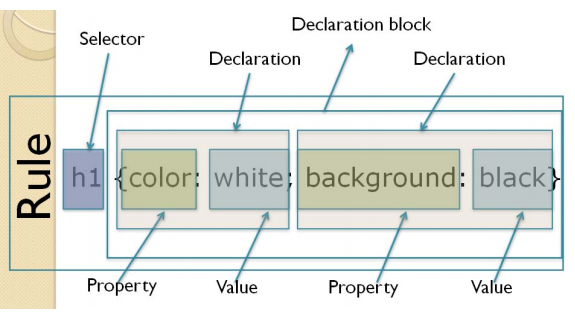 Declaration block
Selector
Declaration Declaration
Rule
h1 {color: white; background: black}
Property Value Property Value